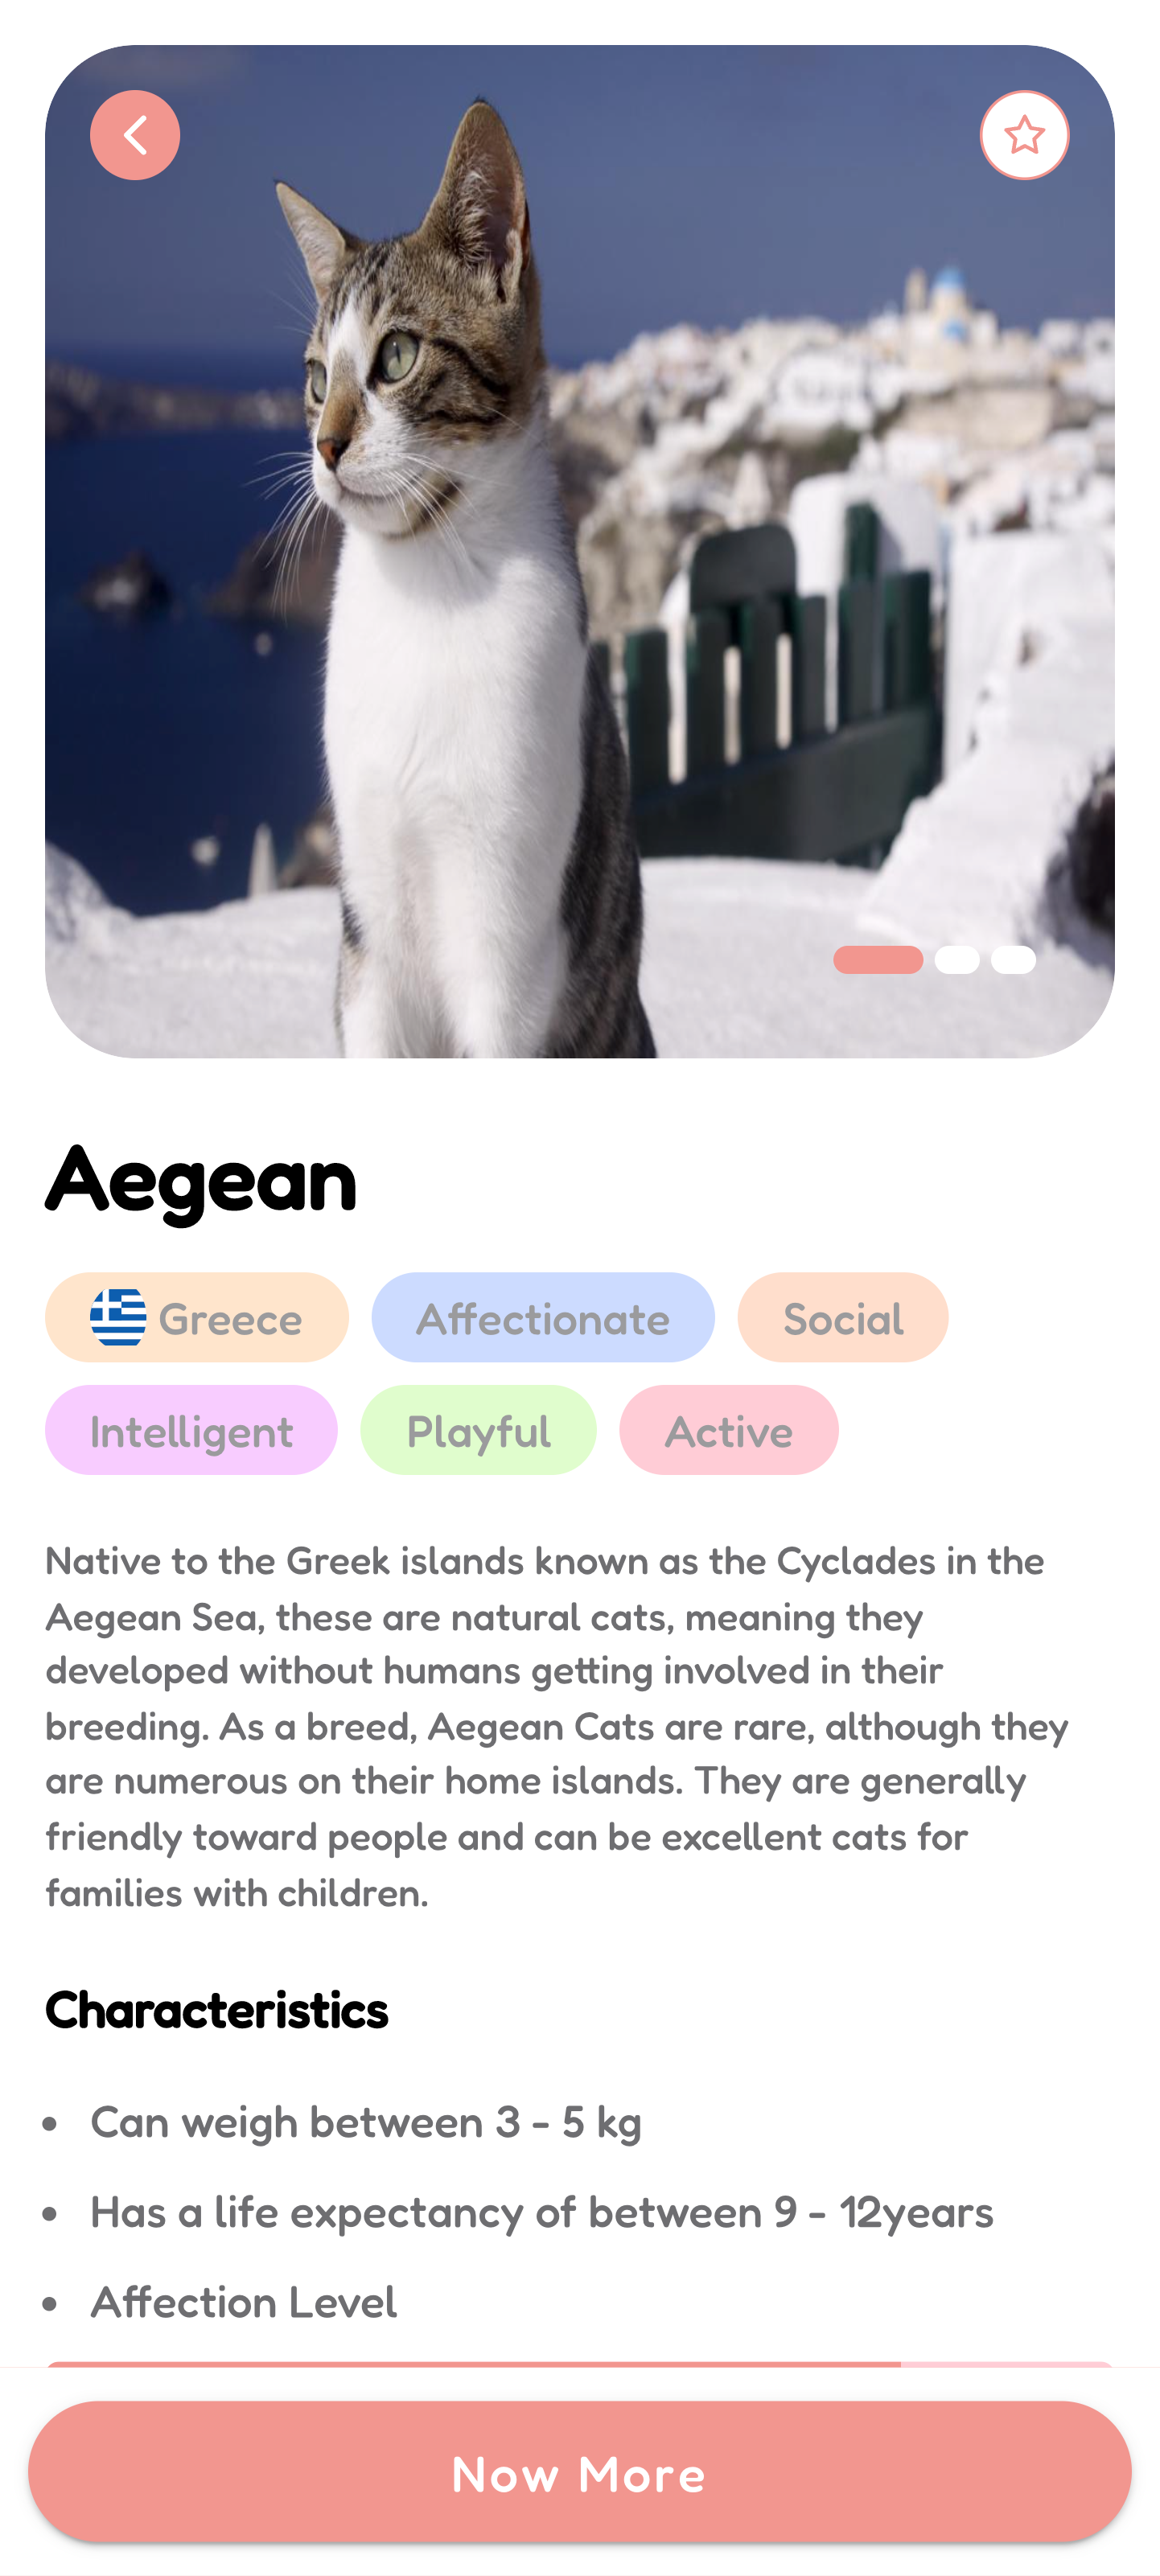 Aegean
Greece
Affectionate
Social
Intelligent
Playful
Active
Native to the Greek islands known as the Cyclades in the
Aegean Sea, these are natural cats, meaning they
developed without humans getting involved in their
breeding. As a breed, Aegean Cats are rare, although they
are numerous on their home islands. They are generally
friendly toward people and can be excellent cats for
families with children.
Characteristics
• Can weigh between 3 - 5 kg
• Has a life expectancy of between 9 - 12years
• Affection Level
Now More